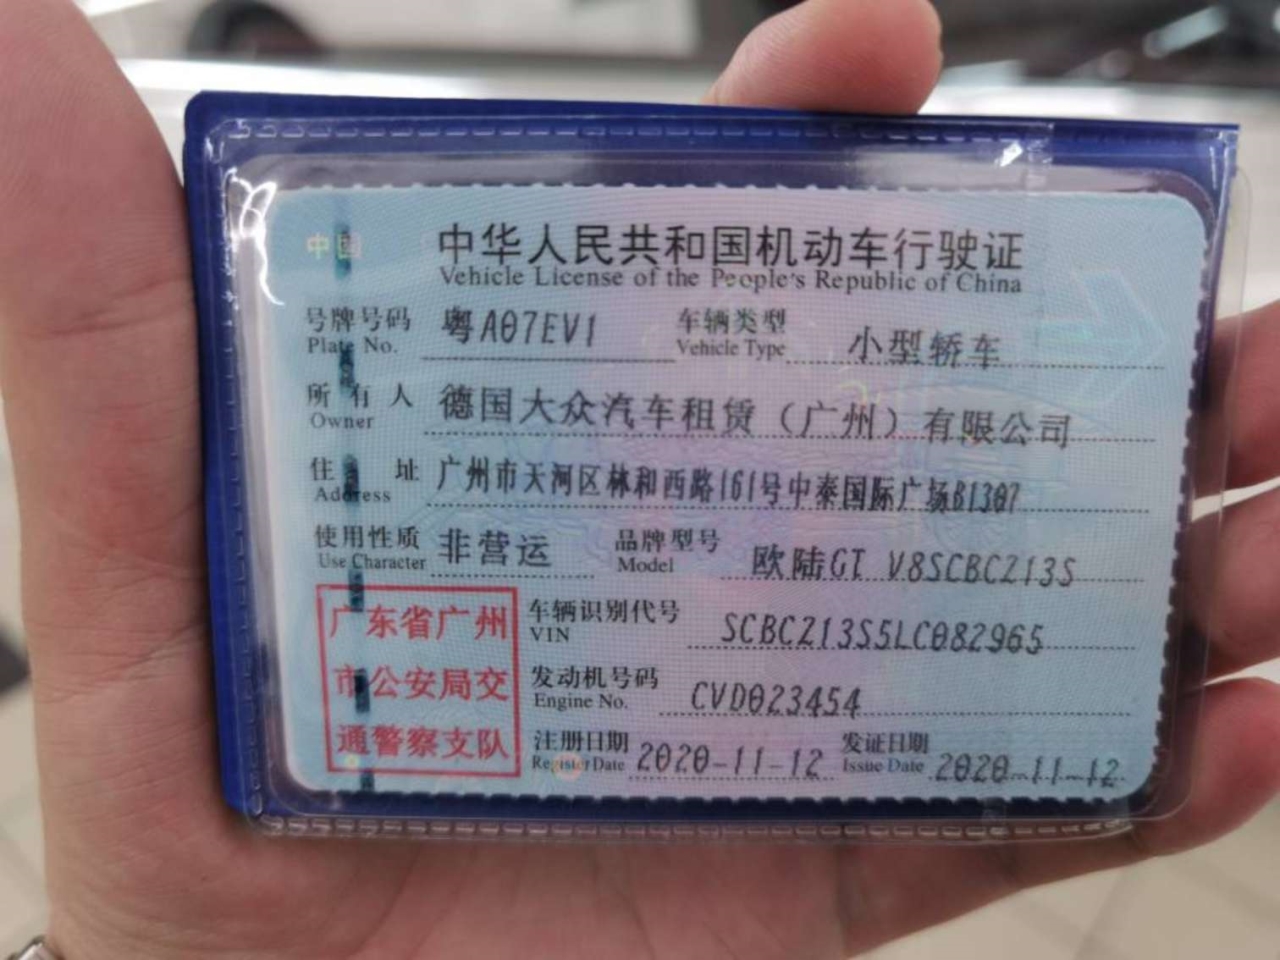 中国
中华人民共和国机动车行驶证
Vehicle License of the People's Republic of China
号牌号码 粤A07EV1 车辆类型 小型轿车
Plate No. Vehicle Type
所有人 德国大众汽车租赁（广州）有限公司
Owner
住址 广州市天河区林和西路161号中泰国际广场B1307
Address
使用性质 非营运 品牌型号 欧陆GT V8SCBCZ13S
Use Character Model
广东省广州
市公安局交
通警察支队
车辆识别代号 SCBCZ13S5LC082965
VIN
发动机号码 CVD023454
Engine No.
注册日期 2020-11-12 发证日期 2020-11-12
Register Date Issue Date